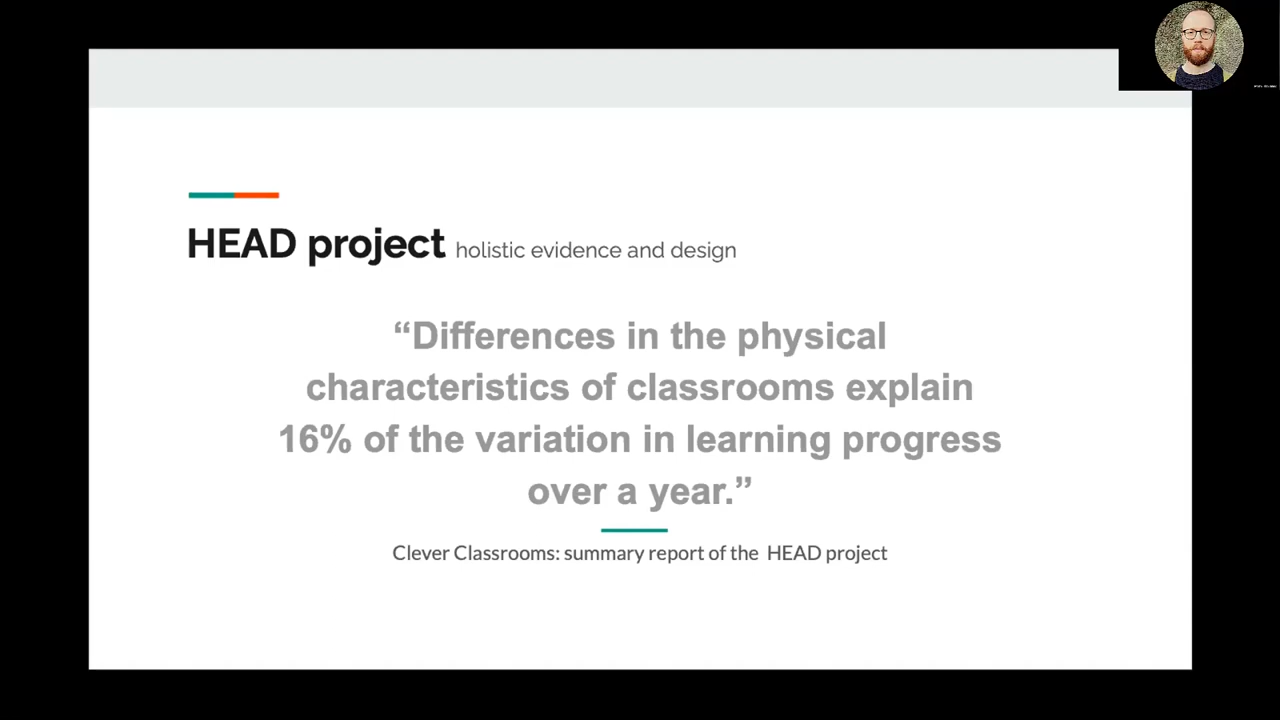 HEAD project holistic evidence and design
“Differences in the physical
characteristics of classrooms explain
16% of the variation in learning progress
over a year.”
Clever Classrooms: summary report of the HEAD project